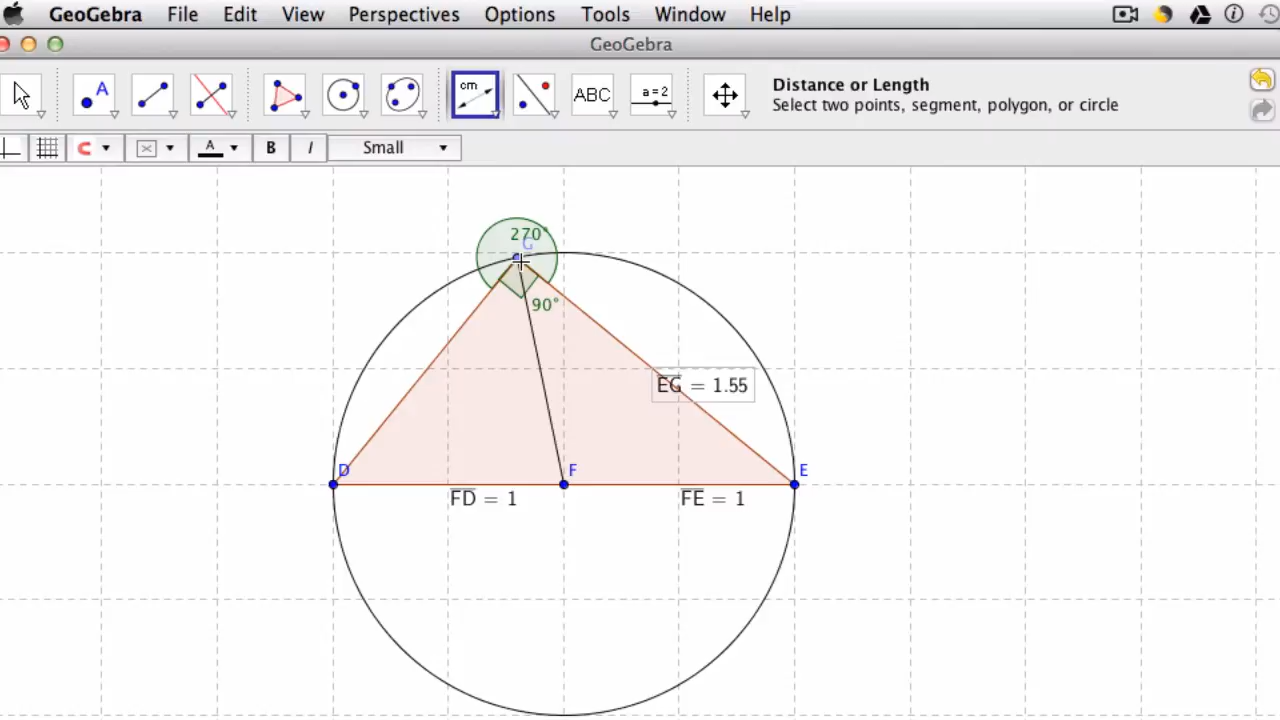 GeoGebra File Edit View Perspectives Options Tools Window Help
GeoGebra
A
cm
ABC
a = 2
Distance or Length
Select two points, segment, polygon, or circle
A B I Small
270°
G
90°
EG = 1.55
D F E
FD = 1 FE = 1